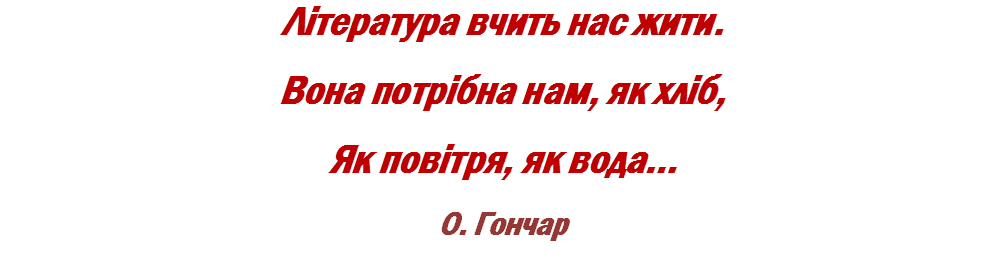 Література вчить нас жити.
Вона потрібна нам, як хліб,
Як повітря, як вода…
О. Гончар